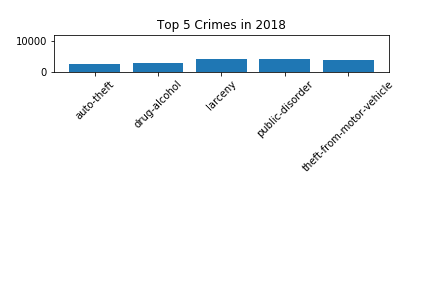 Top 5 Crimes in 2018
10000
0
auto-theft
drug-alcohol
larceny
public-disorder
theft-from-motor-vehicle